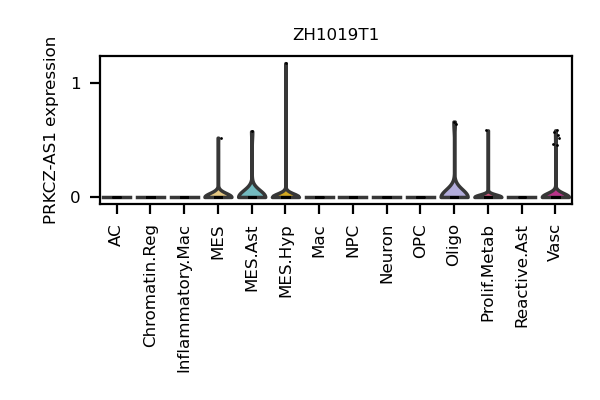 ZH1019T1
PRKCZ-AS1 expression
1
0
AC
Chromatin.Reg
Inflammatory.Mac
MES
MES.Ast
MES.Hyp
Mac
NPC
Neuron
OPC
Oligo
Prolif.Metab
Reactive.Ast
Vasc